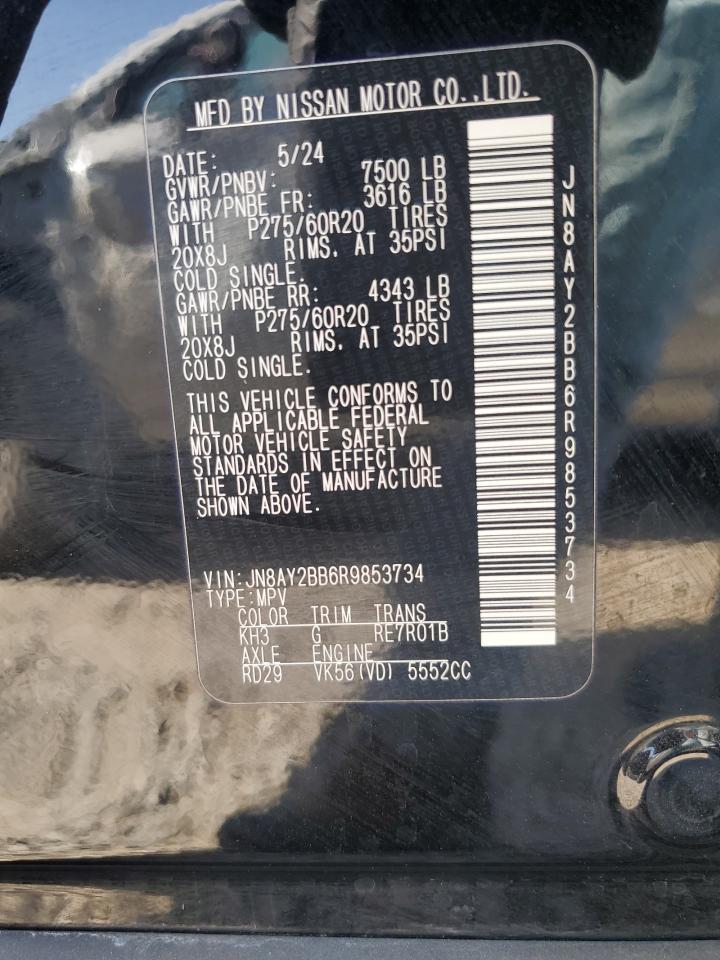 MFD BY NISSAN MOTOR CO.,LTD.
DATE: 5/24
GVWR/PNBV: 7500 LB
GAWR/PNBE FR: 3616 LB
WITH P275/60R20 TIRES
20X8J RIMS. AT 35PSI
COLD SINGLE.
GAWR/PNBE RR: 4343 LB
WITH P275/60R20 TIRES
20X8J RIMS. AT 35PSI
COLD SINGLE.
THIS VEHICLE CONFORMS TO
ALL APPLICABLE FEDERAL
MOTOR VEHICLE SAFETY
STANDARDS IN EFFECT ON
THE DATE OF MANUFACTURE
SHOWN ABOVE.
VIN:JN8AY2BB6R9853734
TYPE:MPV
COLOR TRIM TRANS
KH3 G RE7R01B
AXLE ENGINE
RD29 VK56(VD) 5552CC
JN8AY2BB6R9853734